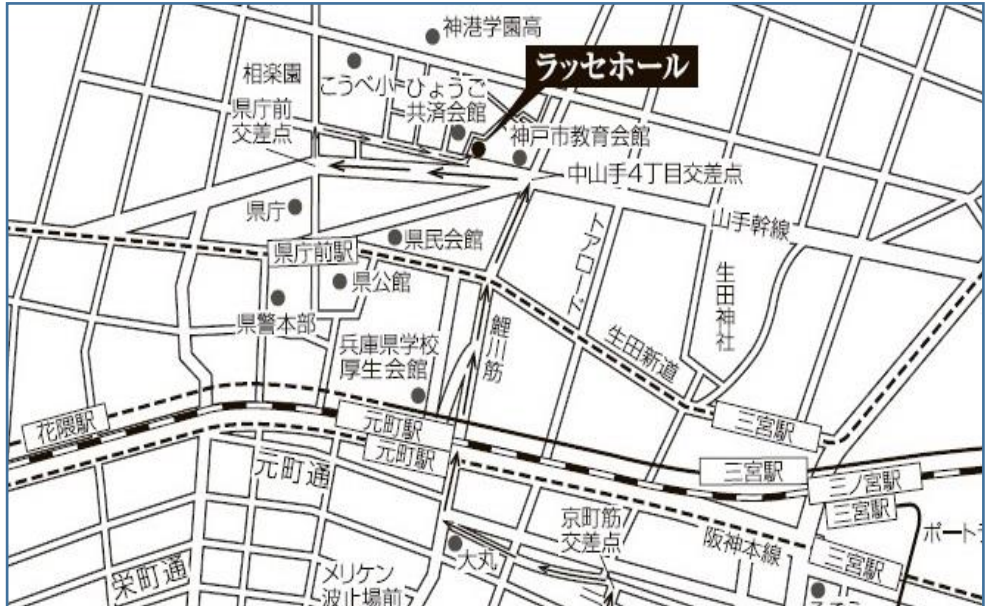 神港学園高
ラッセホール
相楽園
こうべ小
ひょうご
共済会館
県庁前
交差点
神戸市教育会館
中山手4丁目交差点
県庁
県民会館
山手幹線
トアロード
県庁前駅
県公館
生田神社
県警本部
鯉川筋
兵庫県学校
厚生会館
生田新道
花隈駅
元町駅
三宮駅
元町駅
元町通
三宮駅
三ノ宮駅
三宮駅
京町筋
交差点
阪神本線
ポート
大丸
三宮駅
栄町通
メリケン
波止場前